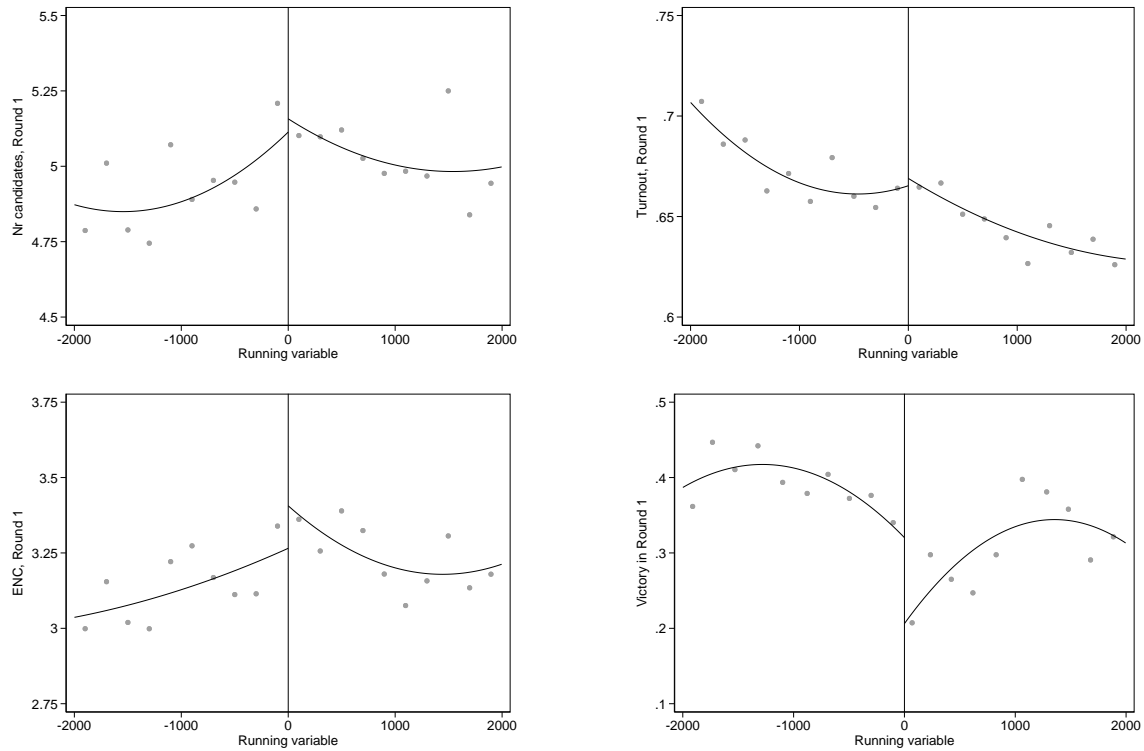 Nr candidates, Round 1
5.5
5.25
5
4.75
4.5
-2000 -1000 0 1000 2000
Running variable
Turnout, Round 1
.75
.7
.65
.6
-2000 -1000 0 1000 2000
Running variable
ENC, Round 1
3.75
3.5
3.25
3
2.75
-2000 -1000 0 1000 2000
Running variable
Victory in Round 1
.5
.4
.3
.2
.1
-2000 -1000 0 1000 2000
Running variable